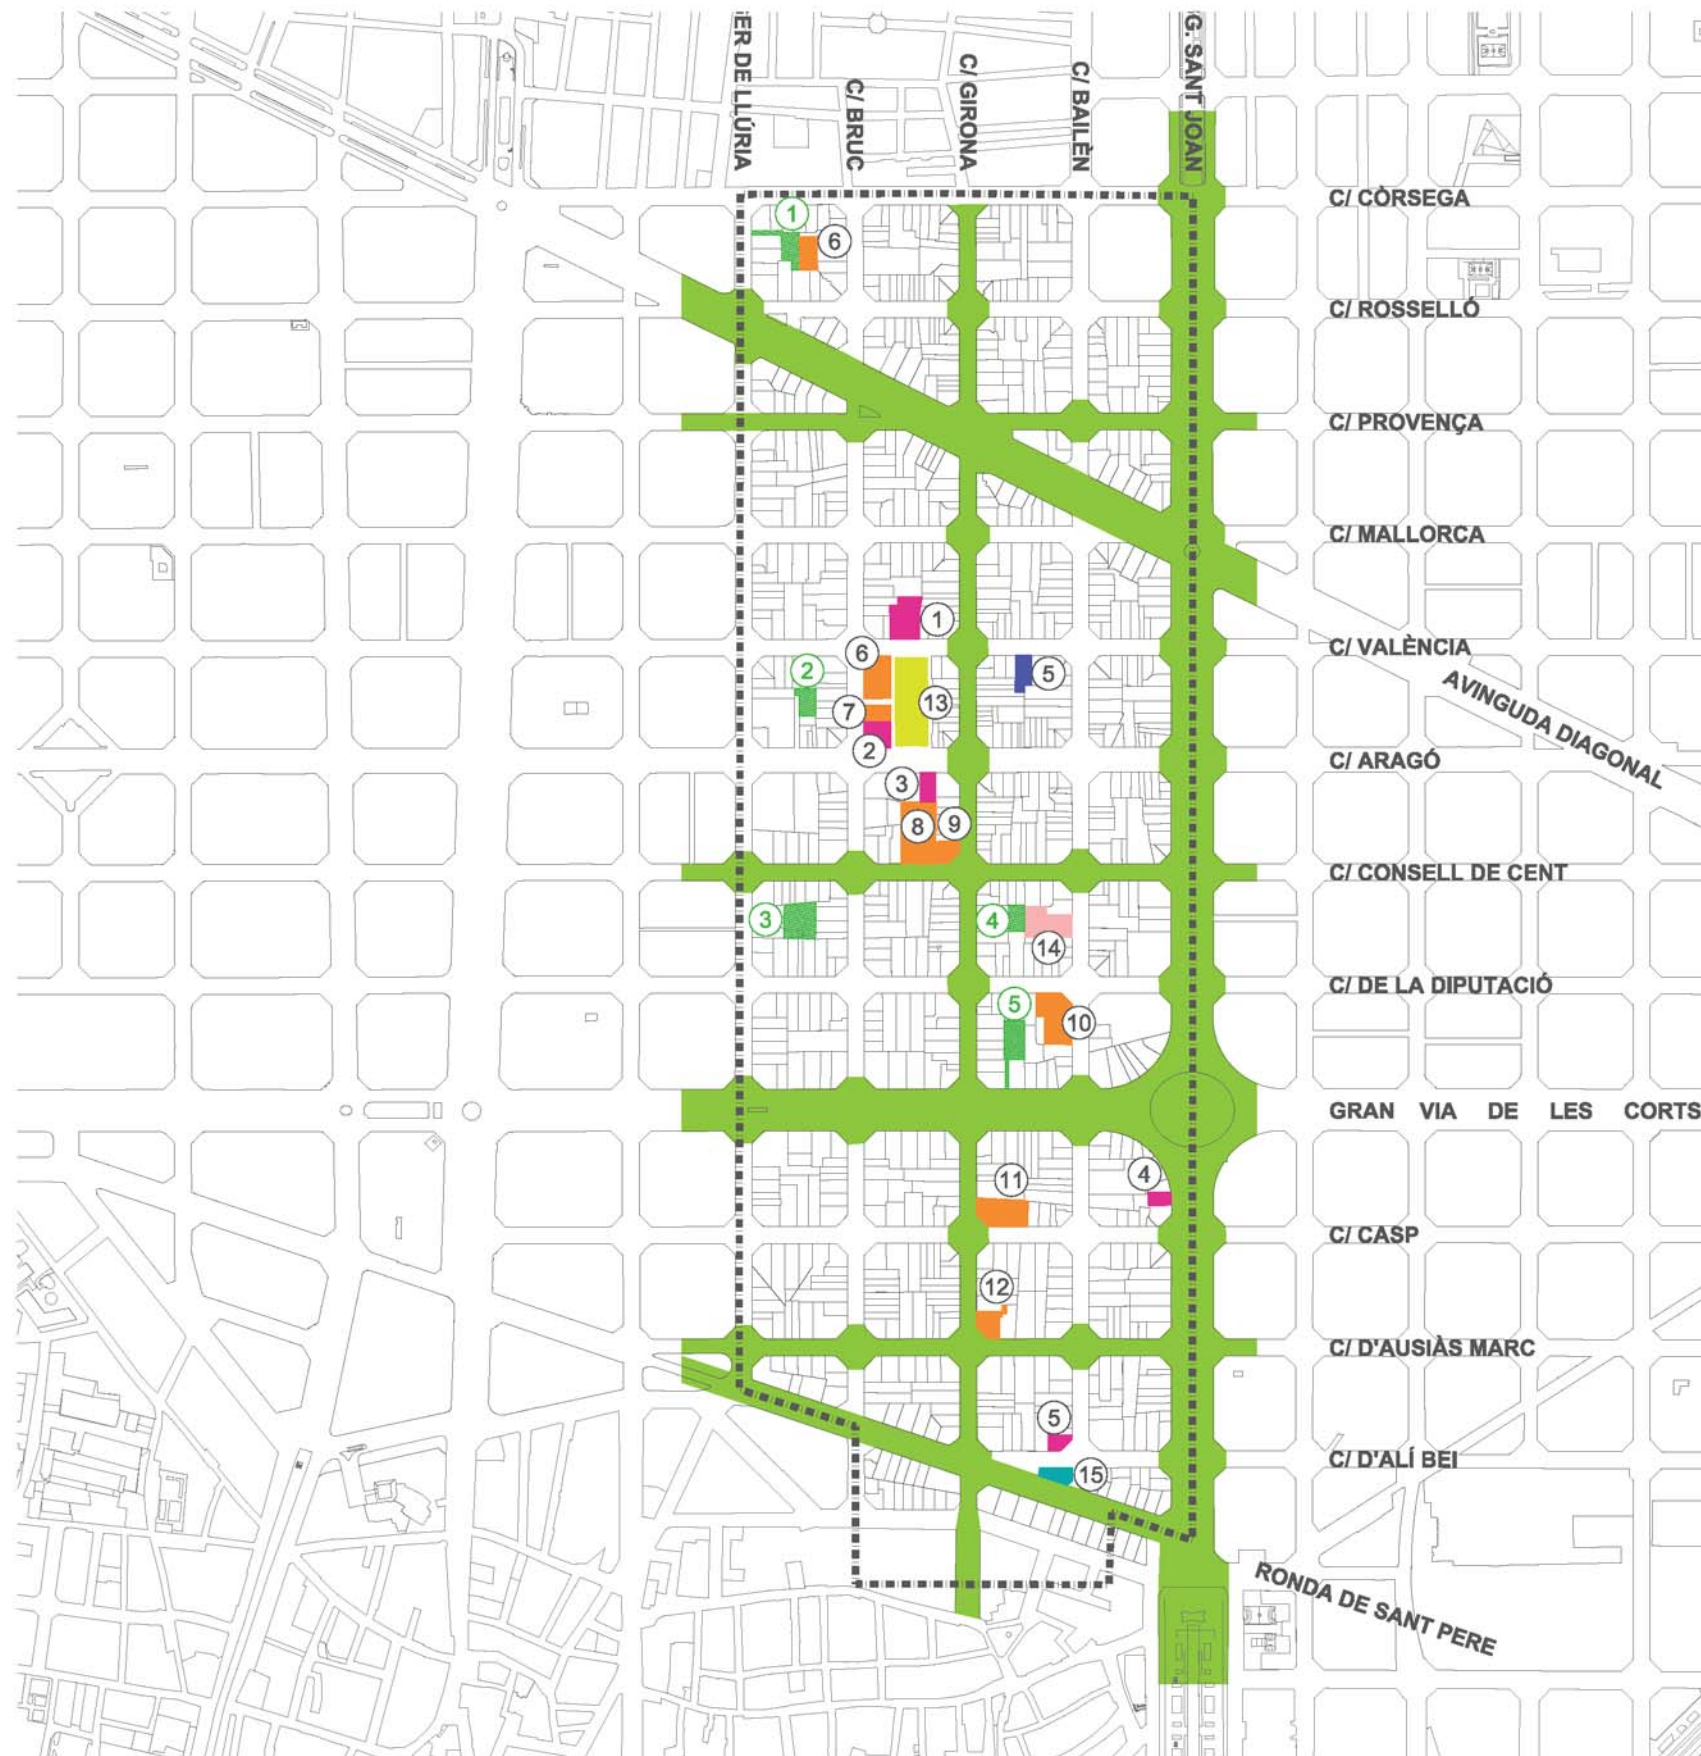 ER DE LLÚRIA
C/ BRUC
C/ GIRONA
C/ BAILÈN
G. SANT JOAN
C/ CÒRSEGA
1
6
C/ ROSSELLÓ
C/ PROVENÇA
C/ MALLORCA
1
C/ VALÈNCIA
6
2
5
13
7
2
AVINGUDA DIAGONAL
C/ ARAGÓ
3
8
9
C/ CONSELL DE CENT
3
4
14
C/ DE LA DIPUTACIÓ
5
10
GRAN VIA DE LES CORTS
4
11
C/ CASP
12
C/ D'AUSIÀS MARC
5
C/ D'ALÍ BEI
15
RONDA DE SANT PERE